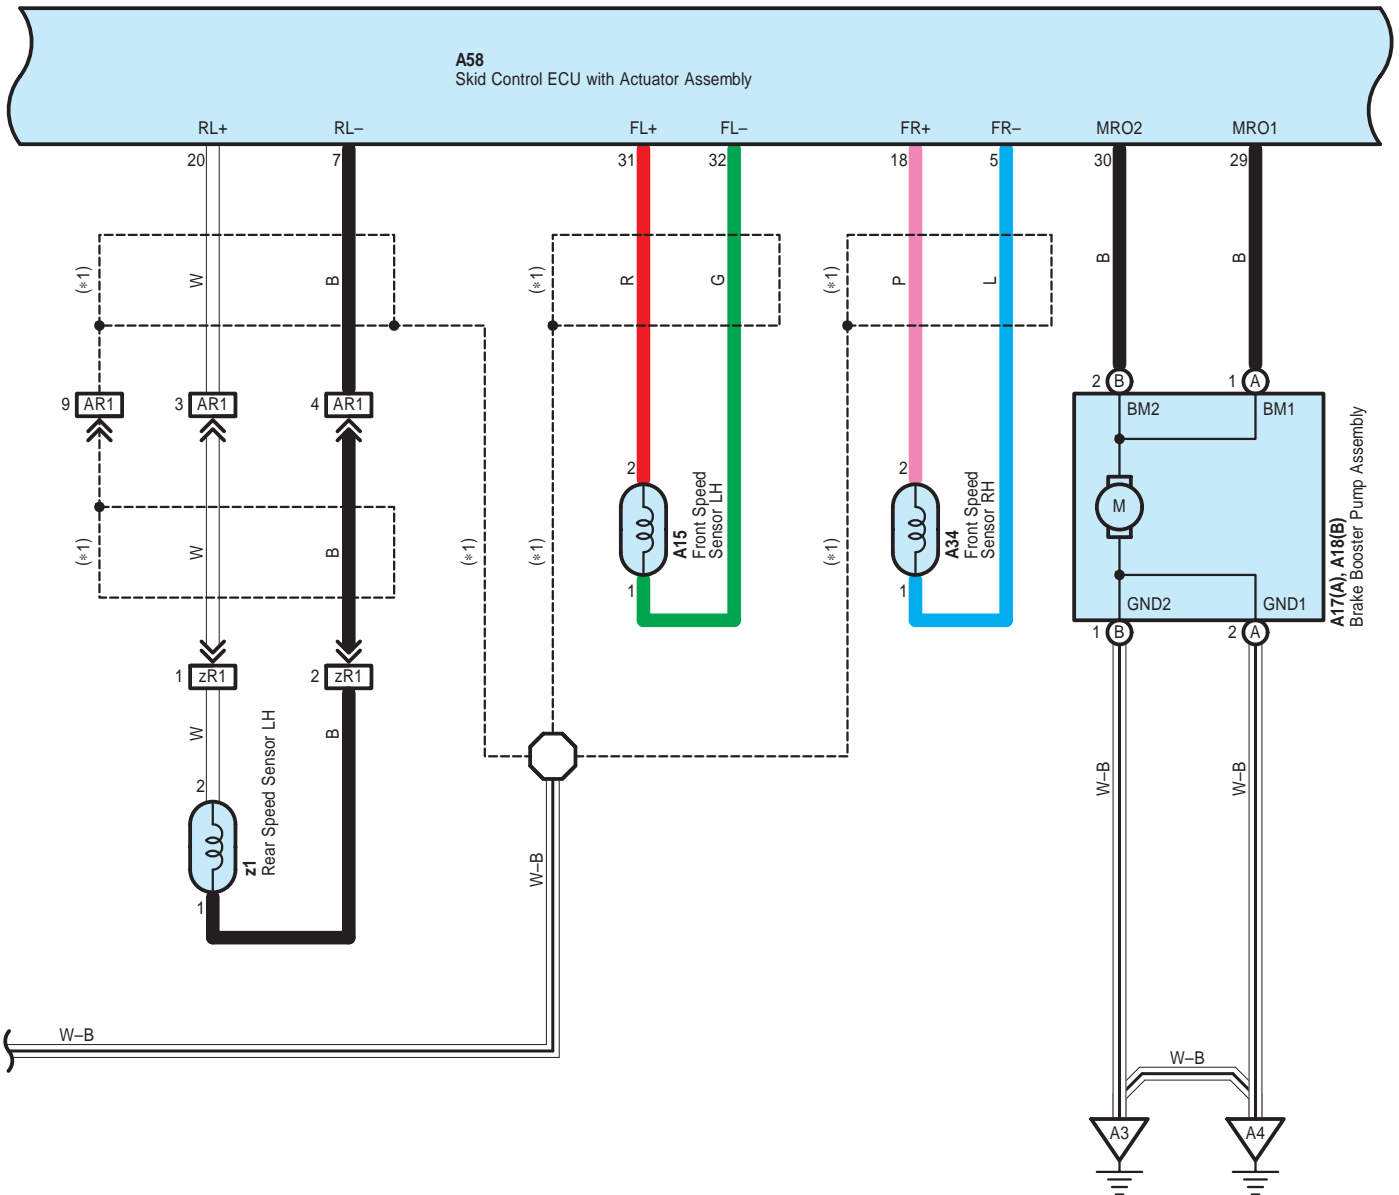 A58
Skid Control ECU with Actuator Assembly
RL+ RL– FL+ FL– FR+ FR– MRO2 MRO1
20 7 31 32 18 5 30 29
(*1) W B (*1) R G (*1) P L B B
2 B 1 A
9 AR1 3 AR1 4 AR1
BM2 BM1
2 2
M
A15
Front Speed
Sensor LH
A34
Front Speed
Sensor RH
A17(A), A18(B)
Brake Booster Pump Assembly
(*1) W B (*1) (*1) (*1)
1 1
GND2 GND1
1 B 2 A
1 zR1 2 zR1
W B
2
z1
Rear Speed Sensor LH
1
W–B W–B W–B
W–B
W–B
A3 A4